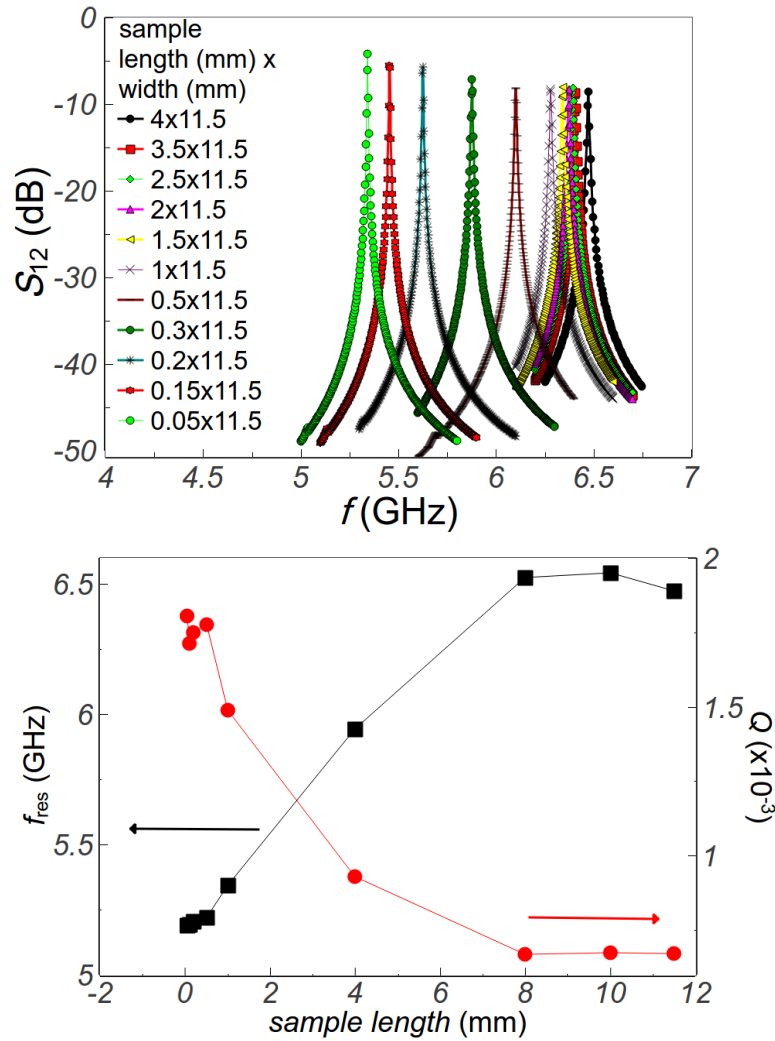 0
-10
-20
-30
-40
-50
S12 (dB)
sample
length (mm) x
width (mm)
4x11.5
3.5x11.5
2.5x11.5
2x11.5
1.5x11.5
1x11.5
0.5x11.5
0.3x11.5
0.2x11.5
0.15x11.5
0.05x11.5
4 4.5 5 5.5 6 6.5 7
f (GHz)
6.5
6
5.5
5
fres (GHz)
2
1.5
1
Q (x10-3)
-2 0 2 4 6 8 10 12
sample length (mm)